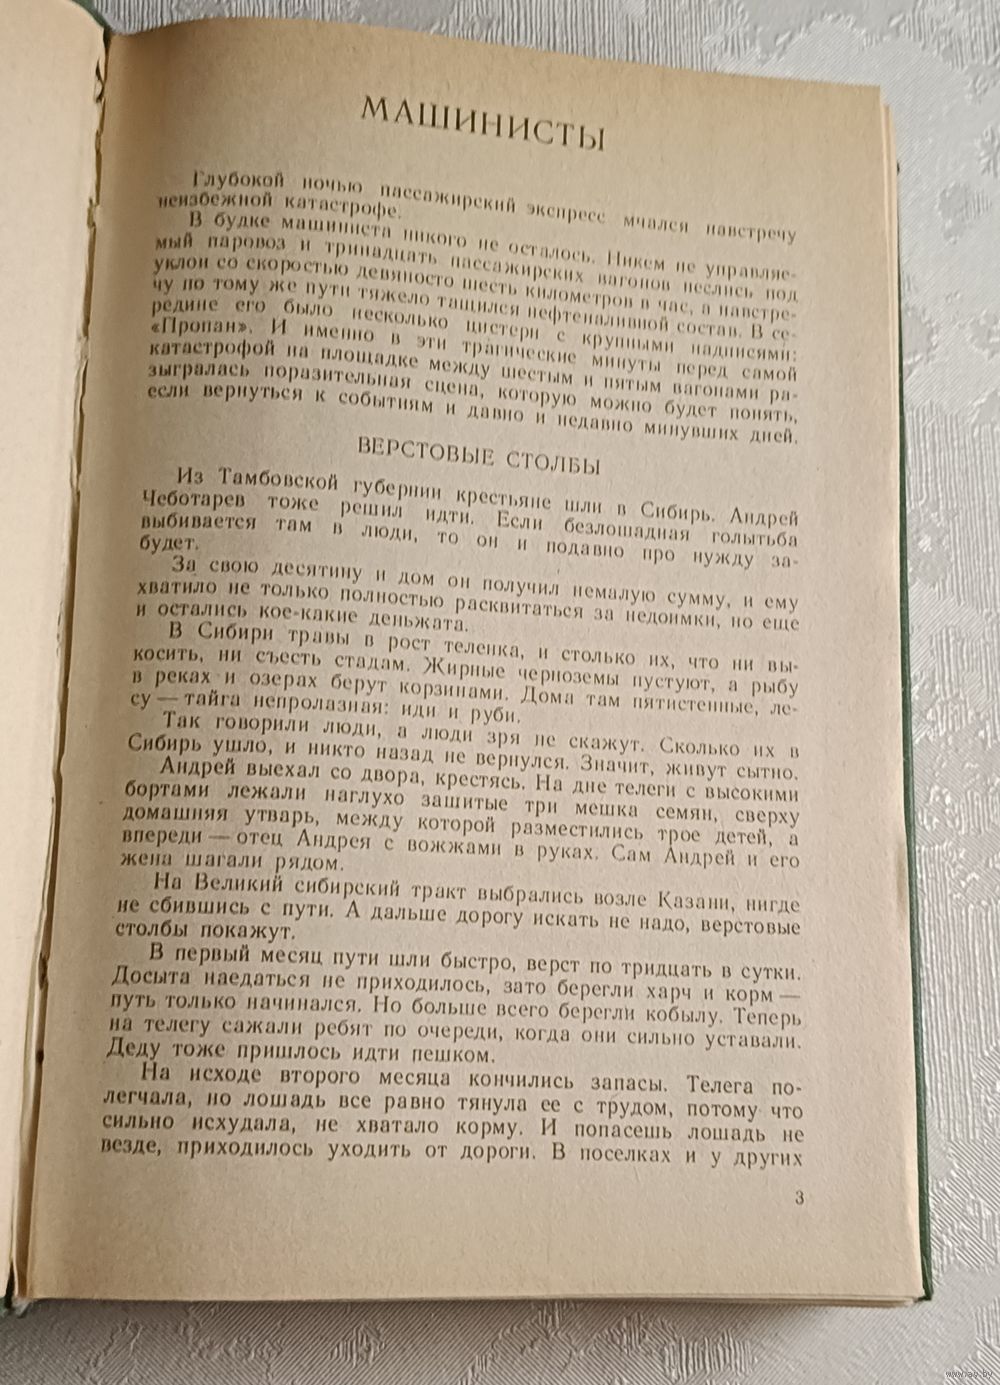 МАШИНИСТЫ
Глубокой ночью пассажирский экспресс мчался навстречу
неизбежной катастрофе.
В будке машиниста никого не осталось. Никем не управляе-
мый паровоз и тринадцать пассажирских вагонов неслись под
уклон со скоростью девяносто шесть километров в час, а навстре-
чу по тому же пути тяжело тащился нефтеналивной состав. В се-
редине его было несколько цистерн с крупными надписями:
«Пропан». И именно в эти трагические минуты перед самой
катастрофой на площадке между шестым и пятым вагонами ра-
зыгралась поразительная сцена, которую можно будет понять,
если вернуться к событиям и давно и недавно минувших дней.
ВЕРСТОВЫЕ СТОЛБЫ
Из Тамбовской губернии крестьяне шли в Сибирь. Андрей
Чеботарев тоже решил идти. Если безлошадная голытьба
выбивается там в люди, то он и подавно про нужду за-
будет.
За свою десятину и дом он получил немалую сумму, и ему
хватило не только полностью расквитаться за недоимки, но еще
и остались кое-какие деньжата.
В Сибири травы в рост теленка, и столько их, что ни вы-
косить, ни съесть стадам. Жирные черноземы пустуют, а рыбу
в реках и озерах берут корзинами. Дома там пятистенные, ле-
су — тайга непролазная: иди и руби.
Так говорили люди, а люди зря не скажут. Сколько их в
Сибирь ушло, и никто назад не вернулся. Значит, живут сытно.
Андрей выехал со двора, крестясь. На дне телеги с высокими
бортами лежали наглухо зашитые три мешка семян, сверху
домашняя утварь, между которой разместились трое детей, а
впереди — отец Андрея с вожжами в руках. Сам Андрей и его
жена шагали рядом.
На Великий сибирский тракт выбрались возле Казани, нигде
не сбившись с пути. А дальше дорогу искать не надо, верстовые
столбы покажут.
В первый месяц пути шли быстро, верст по тридцать в сутки.
Досыта наедаться не приходилось, зато берегли харч и корм —
путь только начинался. Но больше всего берегли кобылу. Теперь
на телегу сажали ребят по очереди, когда они сильно уставали.
Деду тоже пришлось идти пешком.
На исходе второго месяца кончились запасы. Телега по-
легчала, но лошадь все равно тянула ее с трудом, потому что
сильно исхудала, не хватало корму. И попасешь лошадь не
везде, приходилось уходить от дороги. В поселках и у других
3
www.av.by